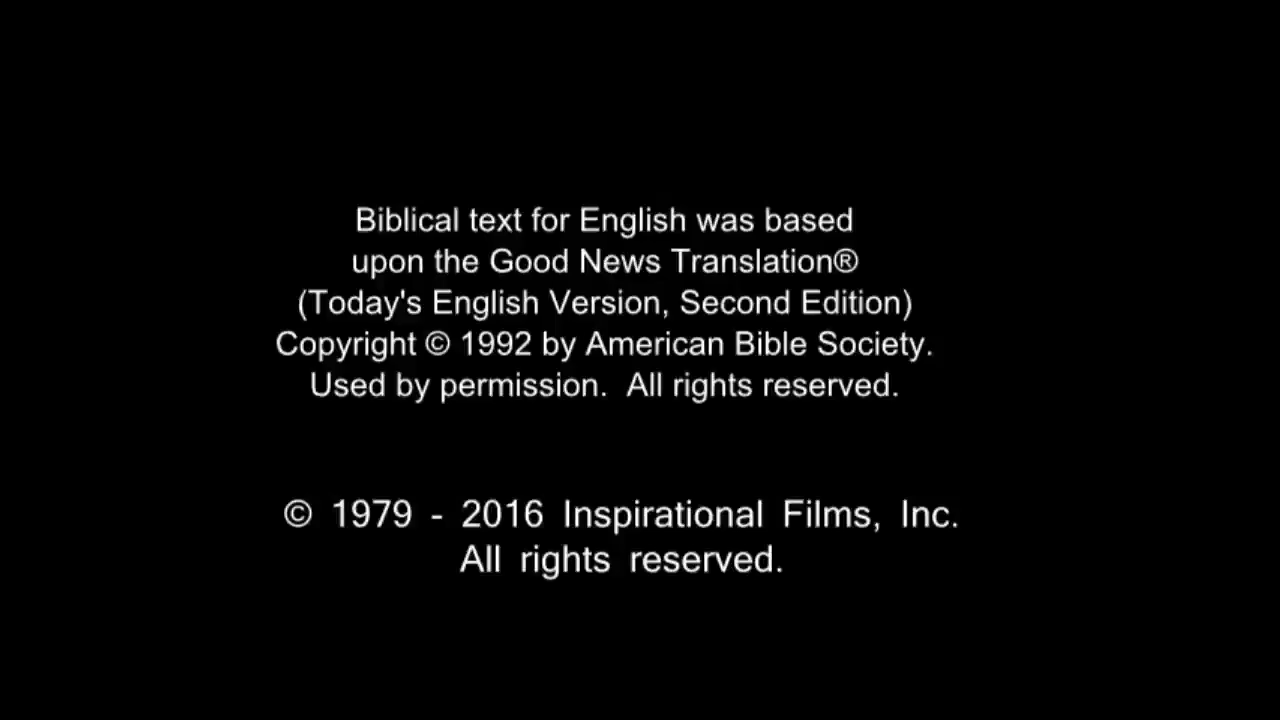 Biblical text for English was based
upon the Good News Translation®
(Today's English Version, Second Edition)
Copyright © 1992 by American Bible Society.
Used by permission.  All rights reserved.
© 1979 - 2016 Inspirational Films, Inc.
All rights reserved.